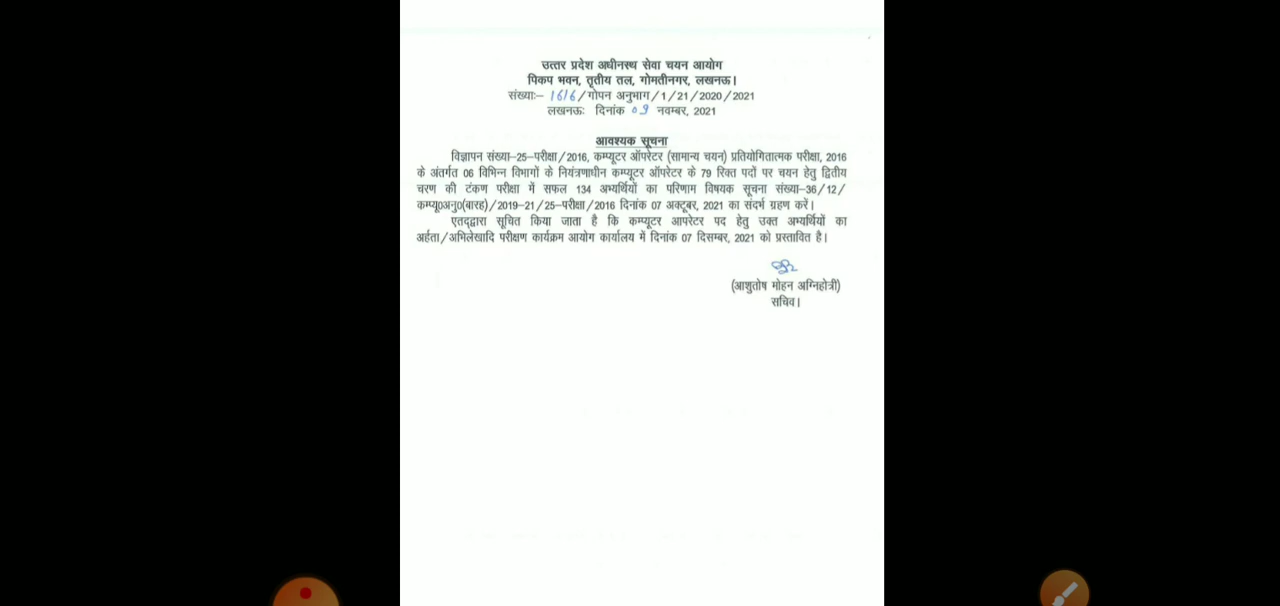 उत्तर प्रदेश अधीनस्थ सेवा चयन आयोग
पिकप भवन, तृतीय तल, गोमतीनगर, लखनऊ।
संख्याः– 1616/गोपन अनुभाग/1/21/2020/2021
लखनऊः दिनांक 09 नवम्बर, 2021
आवश्यक सूचना
विज्ञापन संख्या–25–परीक्षा/2016, कम्प्यूटर ऑपरेटर (सामान्य चयन) प्रतियोगितात्मक परीक्षा, 2016
के अंतर्गत 06 विभिन्न विभागों के नियंत्रणाधीन कम्प्यूटर ऑपरेटर के 79 रिक्त पदों पर चयन हेतु द्वितीय
चरण की टंकण परीक्षा में सफल 134 अभ्यर्थियों का परिणाम विषयक सूचना संख्या–36/12/
कम्प्यू0अनु0(बारह)/2019–21/25–परीक्षा/2016 दिनांक 07 अक्टूबर, 2021 का संदर्भ ग्रहण करें।
एतद्द्वारा सूचित किया जाता है कि कम्प्यूटर आपरेटर पद हेतु उक्त अभ्यर्थियों का
अर्हता/अभिलेखादि परीक्षण कार्यक्रम आयोग कार्यालय में दिनांक 07 दिसम्बर, 2021 को प्रस्तावित है।
(आशुतोष मोहन अग्निहोत्री)
सचिव।